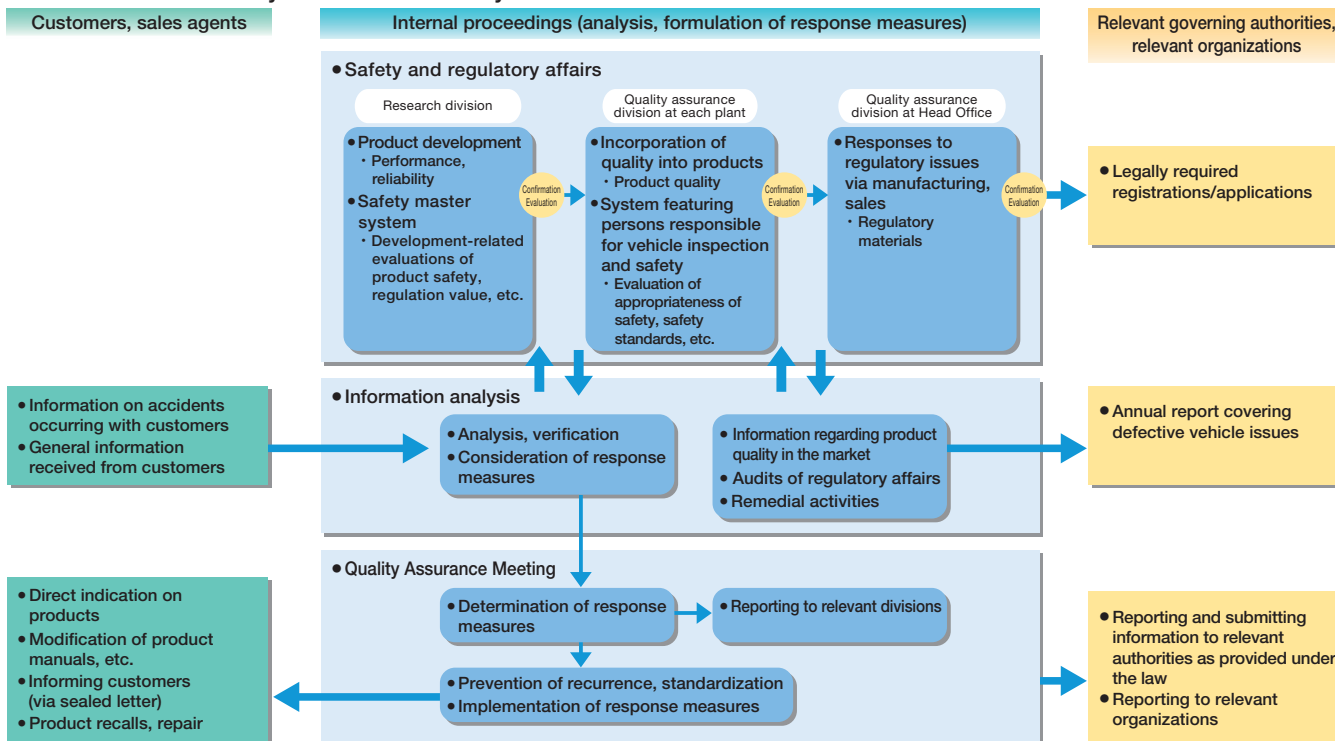 Customers, sales agents
Internal proceedings (analysis, formulation of response measures)
Relevant governing authorities,
relevant organizations
• Safety and regulatory affairs
Research division
• Product development
・Performance,
reliability
• Safety master
system
・Development-related
evaluations of
product safety,
regulation value, etc.
Confirmation
Evaluation
Quality assurance
division at each plant
• Incorporation of
quality into products
・Product quality
• System featuring
persons responsible
for vehicle inspection
and safety
・Evaluation of
appropriateness of
safety, safety
standards, etc.
Confirmation
Evaluation
Quality assurance
division at Head Office
• Responses to
regulatory issues
via manufacturing,
sales
・Regulatory
materials
Confirmation
Evaluation
• Legally required
registrations/applications
• Information on accidents
occurring with customers
• General information
received from customers
• Information analysis
• Analysis, verification
• Consideration of response
measures
• Information regarding product
quality in the market
• Audits of regulatory affairs
• Remedial activities
• Annual report covering
defective vehicle issues
• Direct indication on
products
• Modification of product
manuals, etc.
• Informing customers
(via sealed letter)
• Product recalls, repair
• Quality Assurance Meeting
• Determination of response
measures
• Reporting to relevant divisions
• Prevention of recurrence, standardization
• Implementation of response measures
• Reporting and submitting
information to relevant
authorities as provided under
the law
• Reporting to relevant
organizations